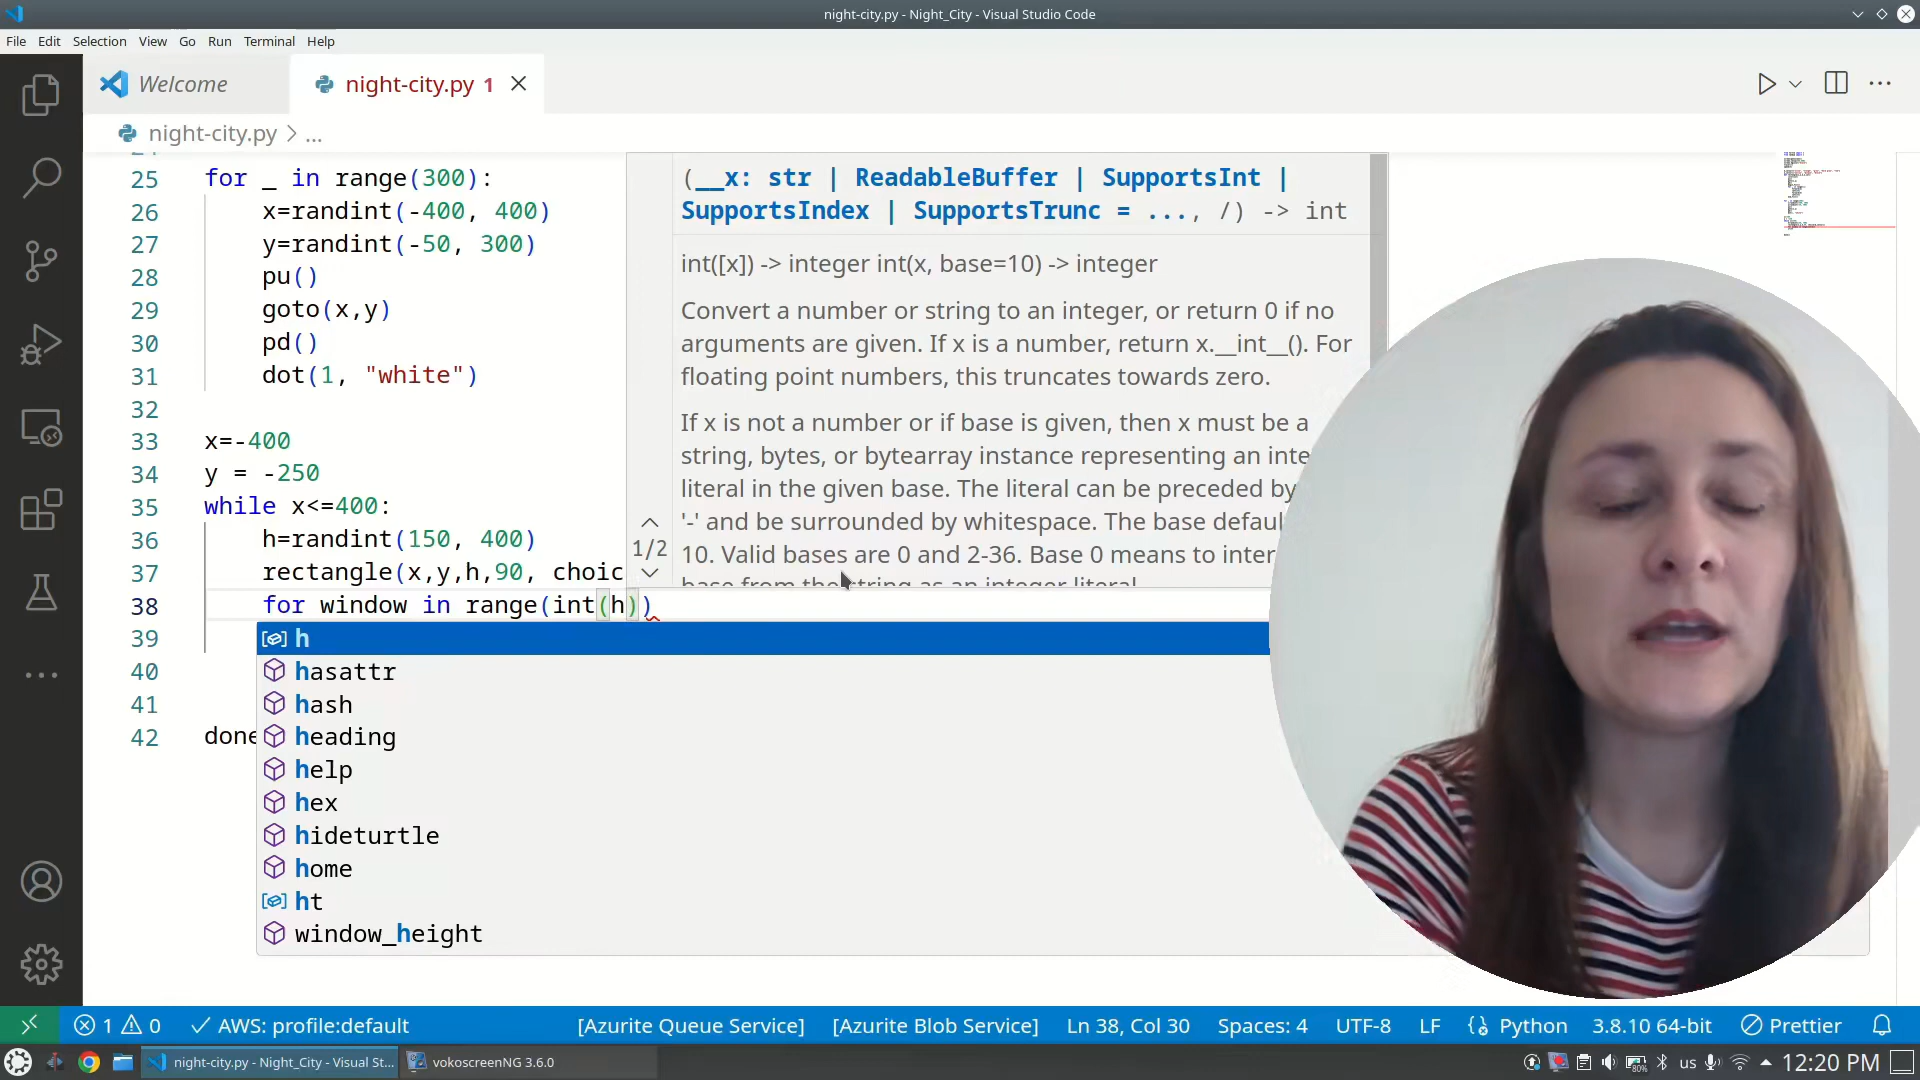 night-city.py - Night_City - Visual Studio Code
File Edit Selection View Go Run Terminal Help
Welcome
night-city.py 1
night-city.py > ...
25 for _ in range(300):
26 x=randint(-400, 400)
27 y=randint(-50, 300)
28 pu()
29 goto(x,y)
30 pd()
31 dot(1, "white")
32
33 x=-400
34 y = -250
35 while x<=400:
36 h=randint(150, 400)
37 rectangle(x,y,h,90, choic
38 for window in range(int(h))
39
40
41
42 done
(__x: str | ReadableBuffer | SupportsInt |
SupportsIndex | SupportsTrunc = ..., /) -> int
int([x]) -> integer int(x, base=10) -> integer
Convert a number or string to an integer, or return 0 if no
arguments are given. If x is a number, return x.__int__(). For
floating point numbers, this truncates towards zero.
If x is not a number or if base is given, then x must be a
string, bytes, or bytearray instance representing an inte
literal in the given base. The literal can be preceded by
'-' and be surrounded by whitespace. The base defaul
10. Valid bases are 0 and 2-36. Base 0 means to inter
base from the string as an integer literal.
1/2
h
hasattr
hash
heading
help
hex
hideturtle
home
ht
window_height
1 0 AWS: profile:default [Azurite Queue Service] [Azurite Blob Service] Ln 38, Col 30 Spaces: 4 UTF-8 LF Python 3.8.10 64-bit Prettier
night-city.py - Night_City - Visual St... vokoscreenNG 3.6.0 80% us 12:20 PM